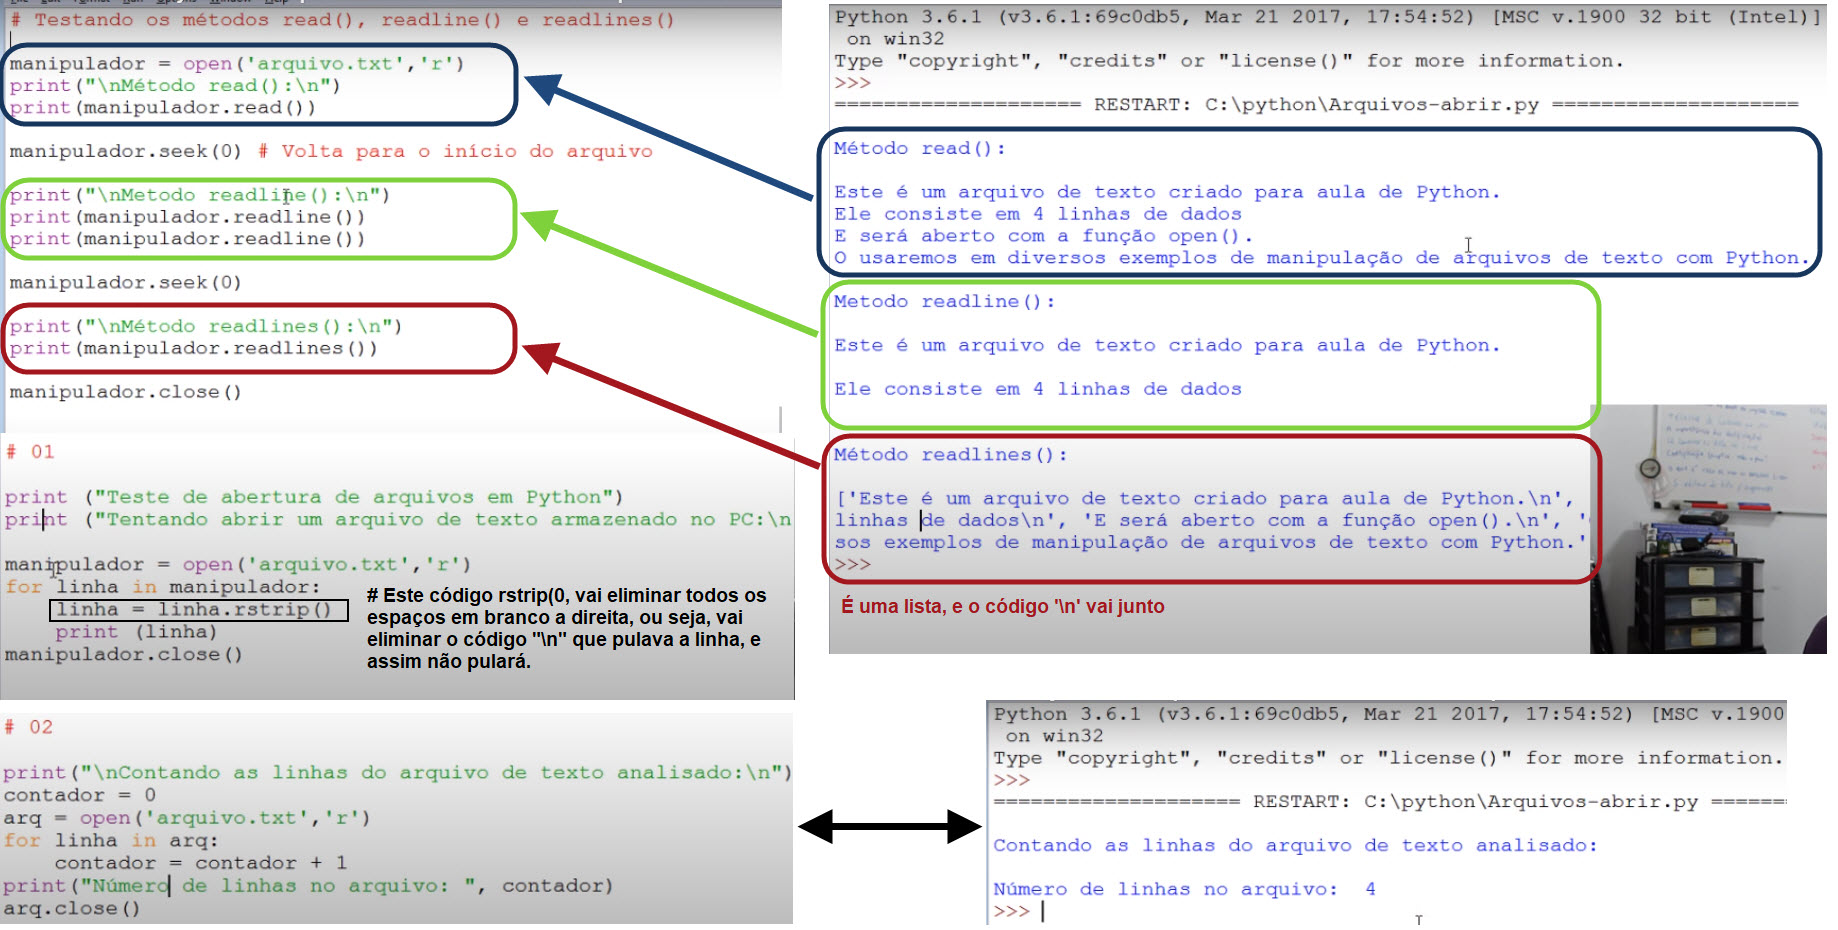 # Testando os métodos read(), readline() e readlines()
manipulador = open('arquivo.txt','r')
print("\nMétodo read():\n")
print(manipulador.read())
manipulador.seek(0) # Volta para o início do arquivo
print("\nMetodo readline():\n")
print(manipulador.readline())
print(manipulador.readline())
manipulador.seek(0)
print("\nMétodo readlines():\n")
print(manipulador.readlines())
manipulador.close()
Python 3.6.1 (v3.6.1:69c0db5, Mar 21 2017, 17:54:52) [MSC v.1900 32 bit (Intel)]
on win32
Type "copyright", "credits" or "license()" for more information.
>>>
==================== RESTART: C:\python\Arquivos-abrir.py ====================
Método read():
Este é um arquivo de texto criado para aula de Python.
Ele consiste em 4 linhas de dados
E será aberto com a função open().
O usaremos em diversos exemplos de manipulação de arquivos de texto com Python.
Metodo readline():
Este é um arquivo de texto criado para aula de Python.
Ele consiste em 4 linhas de dados
Método readlines():
['Este é um arquivo de texto criado para aula de Python.\n',
linhas de dados\n', 'E será aberto com a função open().\n', '
sos exemplos de manipulação de arquivos de texto com Python.'
>>>
É uma lista, e o código '\n' vai junto
# 01
print ("Teste de abertura de arquivos em Python")
print ("Tentando abrir um arquivo de texto armazenado no PC:\n
manipulador = open('arquivo.txt','r')
for linha in manipulador:
linha = linha.rstrip()
print (linha)
manipulador.close()
# Este código rstrip(0, vai eliminar todos os
espaços em branco a direita, ou seja, vai
eliminar o código "\n" que pulava a linha, e
assim não pulará.
# 02
print("\nContando as linhas do arquivo de texto analisado:\n")
contador = 0
arq = open('arquivo.txt','r')
for linha in arq:
contador = contador + 1
print("Número de linhas no arquivo: ", contador)
arq.close()
Python 3.6.1 (v3.6.1:69c0db5, Mar 21 2017, 17:54:52) [MSC v.1900
on win32
Type "copyright", "credits" or "license()" for more information.
>>>
==================== RESTART: C:\python\Arquivos-abrir.py ======
Contando as linhas do arquivo de texto analisado:
Número de linhas no arquivo: 4
>>>